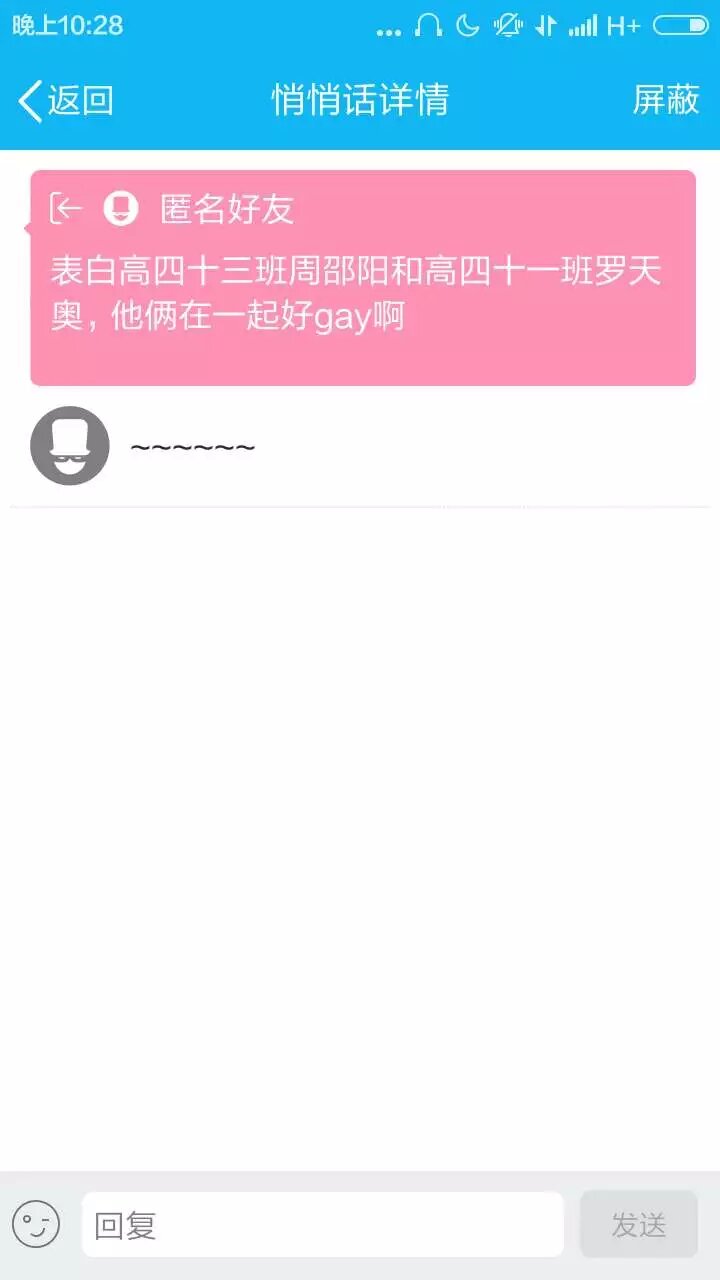 晚上10:28
... H+
返回 悄悄话详情 屏蔽
匿名好友
表白高四十三班周邵阳和高四十一班罗天
奥，他俩在一起好gay啊
~~~~~~
回复 发送